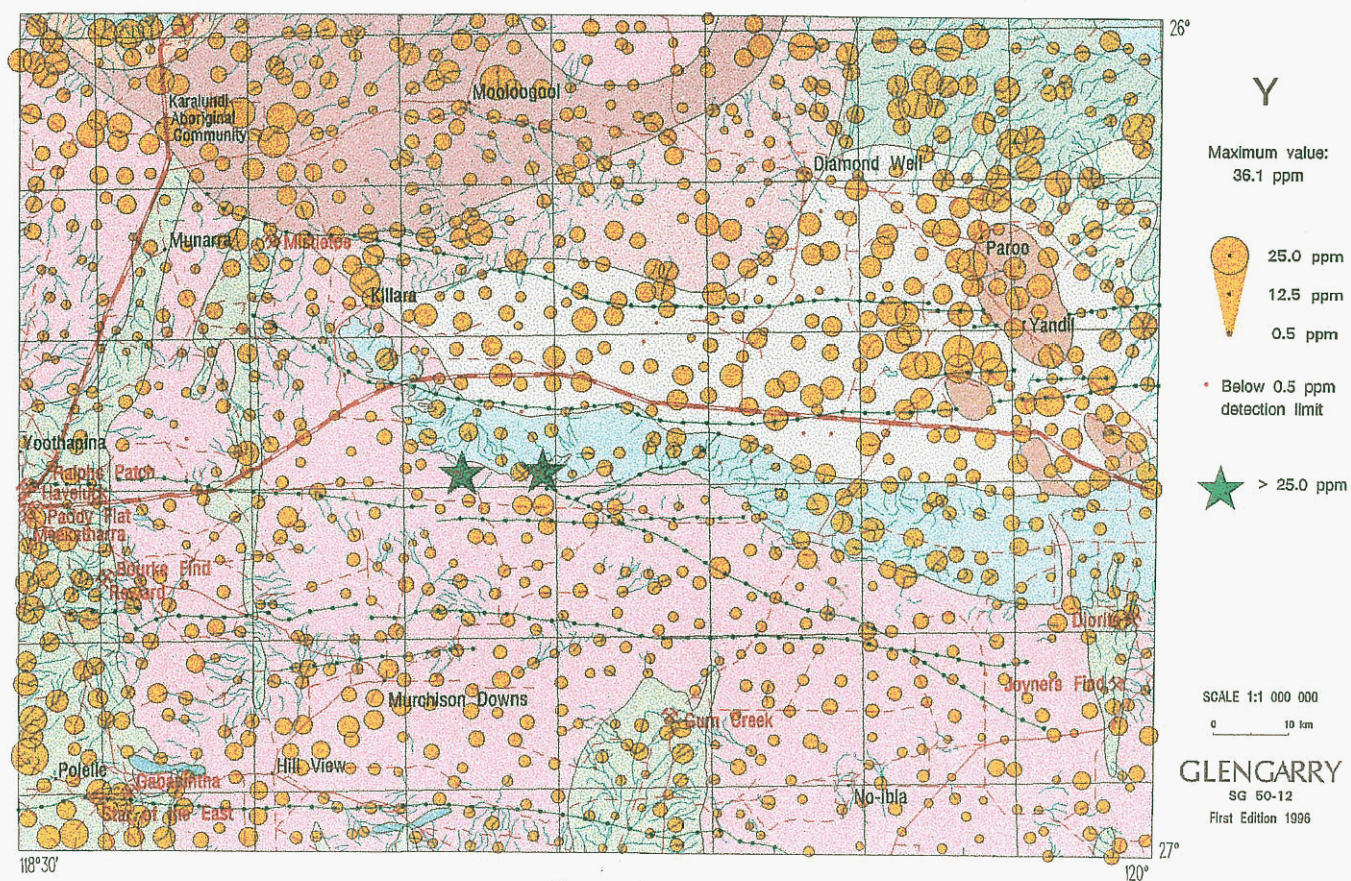 26°
Y
Maximum value:
36.1 ppm
25.0 ppm
12.5 ppm
0.5 ppm
Below 0.5 ppm
detection limit
> 25.0 ppm
SCALE 1:1 000 000
0 10 km
GLENGARRY
SG 50-12
First Edition 1996
Mooloogool
Karalundi
Aboriginal
Community
Diamond Well
Munarra
Mistletoe
Paroo
Killara
Yandil
Yoothapina
Ralphs Patch
Haveluck
Paddy Flat
Meekatharra
Bourke Find
Diorite
Joyners Find
Murchison Downs
Gum Creek
Polelle
Gabanintha
Hill View
No-Ibla
Star of the East
118°30'
27°
120°